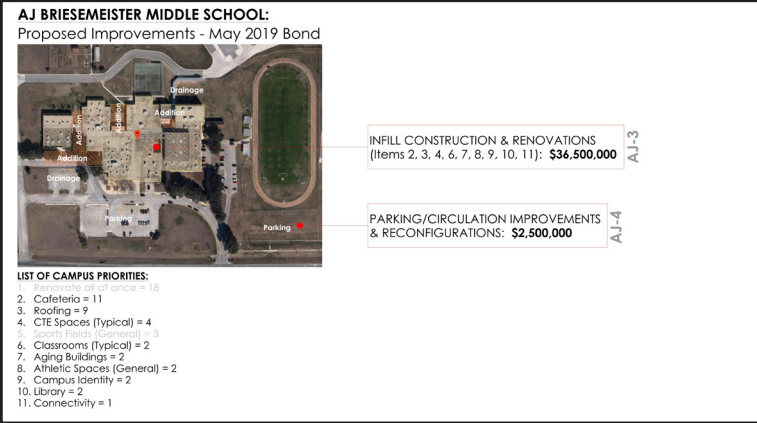 AJ BRIESEMEISTER MIDDLE SCHOOL:
Proposed Improvements - May 2019 Bond
Drainage
Addition
Addition
Addition
Addition
Drainage
Parking
Parking
INFILL CONSTRUCTION & RENOVATIONS
(Items 2, 3, 4, 6, 7, 8, 9, 10, 11): $36,500,000
AJ-3
PARKING/CIRCULATION IMPROVEMENTS
& RECONFIGURATIONS: $2,500,000
AJ-4
LIST OF CAMPUS PRIORITIES:
1. Renovate all at once = 18
2. Cafeteria = 11
3. Roofing = 9
4. CTE Spaces (Typical) = 4
5. Sports Fields (General) = 3
6. Classrooms (Typical) = 2
7. Aging Buildings = 2
8. Athletic Spaces (General) = 2
9. Campus Identity = 2
10. Library = 2
11. Connectivity = 1